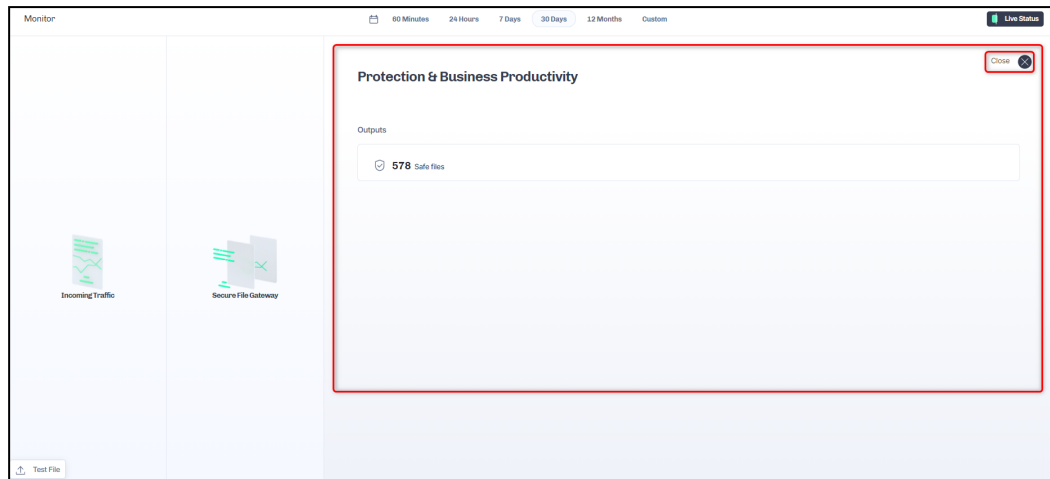 Monitor
60 Minutes 24 Hours 7 Days 30 Days 12 Months Custom
Live Status
Close
Protection & Business Productivity
Outputs
578 Safe files
Incoming Traffic
Secure File Gateway
Test File